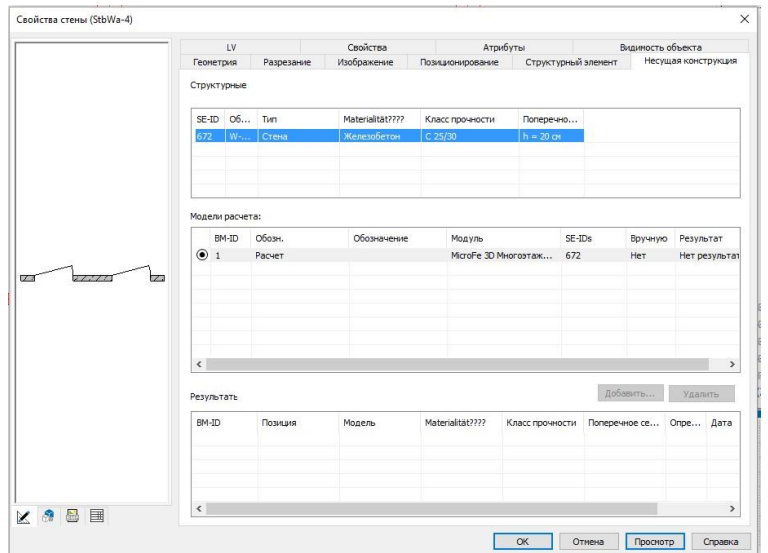 Свойства стены (StbWa-4)
LV Свойства Атрибуты Видимость объекта
Геометрия Разрезание Изображение Позиционирование Структурный элемент Несущая конструкция
Структурные
SE-ID Об... Тип Materialität???? Класс прочности Поперечно...
672 W-... Стена Железобетон C 25/30 h = 20 см
Модели расчета:
BM-ID Обозн. Обозначение Модуль SE-IDs Вручную Результат
1 Расчет MicroFe 3D Многоэтаж... 672 Нет Нет результат
Результать
Добавить... Удалить
BM-ID Позиция Модель Materialität???? Класс прочности Поперечное се... Опре... Дата
OK Отмена Просмотр Справка